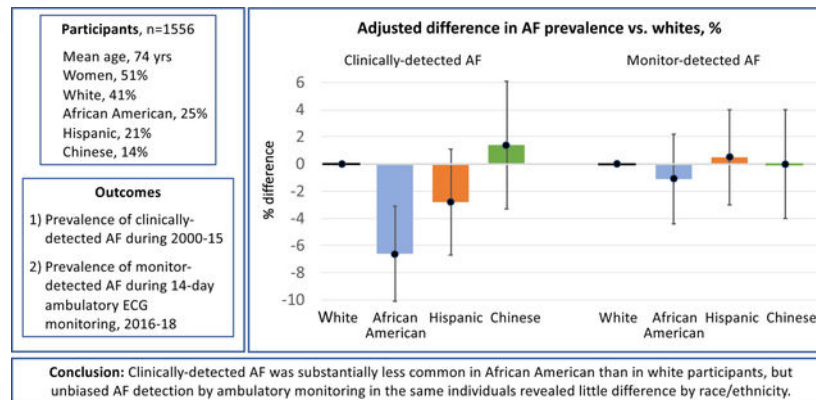 Participants, n=1556
Mean age, 74 yrs
Women, 51%
White, 41%
African American, 25%
Hispanic, 21%
Chinese, 14%
Outcomes
1) Prevalence of clinically-
detected AF during 2000-15
2) Prevalence of monitor-
detected AF during 14-day
ambulatory ECG
monitoring, 2016-18
Adjusted difference in AF prevalence vs. whites, %
Clinically-detected AF
Monitor-detected AF
% difference
6
4
2
0
-2
-4
-6
-8
-10
White African Hispanic Chinese
American
White African Hispanic Chinese
American
Conclusion: Clinically-detected AF was substantially less common in African American than in white participants, but
unbiased AF detection by ambulatory monitoring in the same individuals revealed little difference by race/ethnicity.